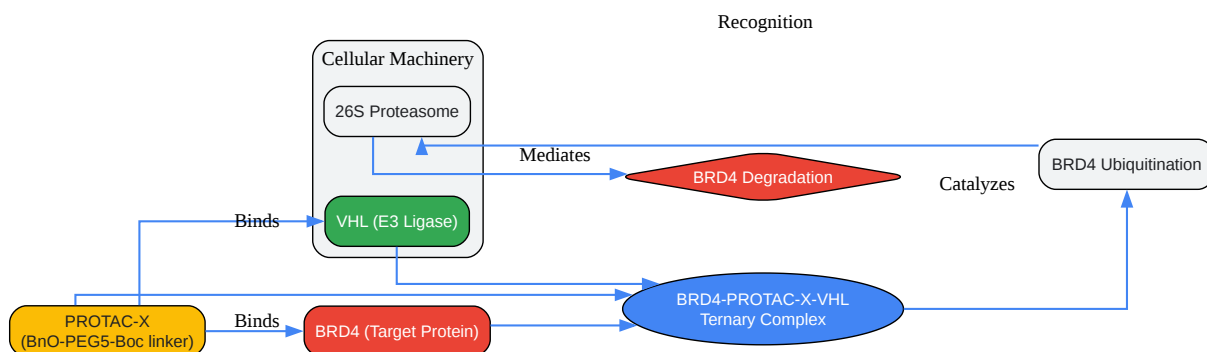 Recognition
Cellular Machinery
26S Proteasome
Mediates
BRD4 Degradation
Catalyzes
BRD4 Ubiquitination
Binds
VHL (E3 Ligase)
PROTAC-X
(BnO-PEG5-Boc linker)
Binds
BRD4 (Target Protein)
BRD4-PROTAC-X-VHL
Ternary Complex